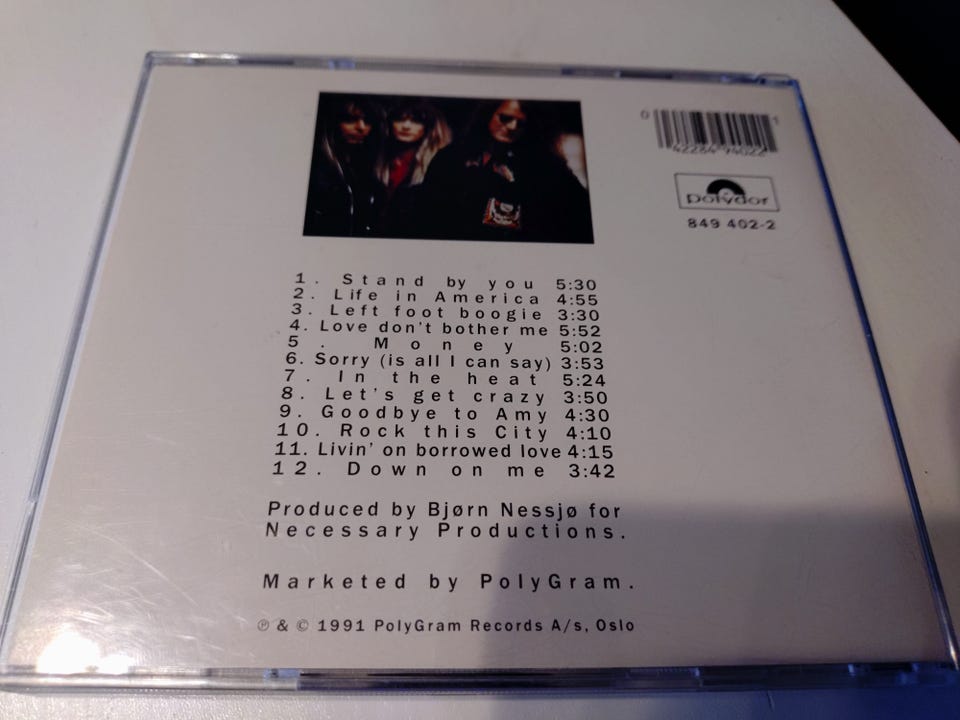 0 42284 94022 1
polydor
849 402-2
1. Stand by you 5:30
2. Life in America 4:55
3. Left foot boogie 3:30
4. Love don't bother me 5:52
5. Money 5:02
6. Sorry (is all I can say) 3:53
7. In the heat 5:24
8. Let's get crazy 3:50
9. Goodbye to Amy 4:30
10. Rock this City 4:10
11. Livin' on borrowed love 4:15
12. Down on me 3:42
Produced by Bjørn Nessjø for
Necessary Productions.
Marketed by PolyGram.
℗ & © 1991 PolyGram Records A/s, Oslo